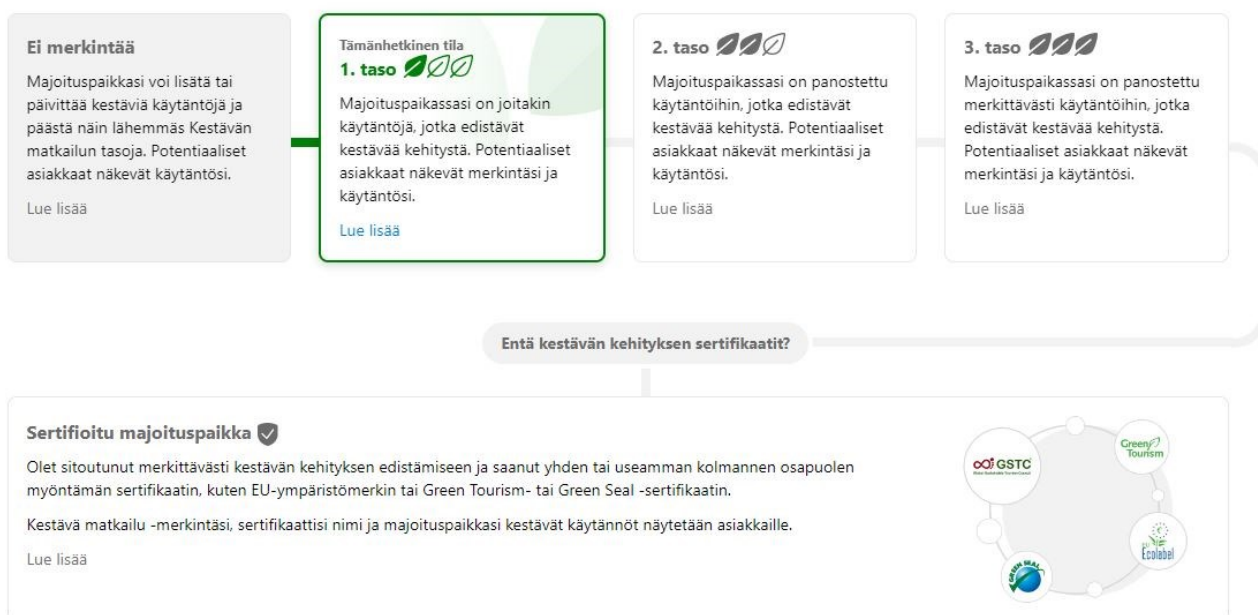 Ei merkintää
Majoituspaikkasi voi lisätä tai
päivittää kestäviä käytäntöjä ja
päästä näin lähemmäs Kestävän
matkailun tasoja. Potentiaaliset
asiakkaat näkevät käytäntösi.
Lue lisää
Tämänhetkinen tila
1. taso
Majoituspaikassasi on joitakin
käytäntöjä, jotka edistävät
kestävää kehitystä. Potentiaaliset
asiakkaat näkevät merkintäsi ja
käytäntösi.
Lue lisää
2. taso
Majoituspaikassasi on panostettu
käytäntöihin, jotka edistävät
kestävää kehitystä. Potentiaaliset
asiakkaat näkevät merkintäsi ja
käytäntösi.
Lue lisää
3. taso
Majoituspaikassasi on panostettu
merkittävästi käytäntöihin, jotka
edistävät kestävää kehitystä.
Potentiaaliset asiakkaat näkevät
merkintäsi ja käytäntösi.
Lue lisää
Entä kestävän kehityksen sertifikaatit?
Sertifioitu majoituspaikka
Olet sitoutunut merkittävästi kestävän kehityksen edistämiseen ja saanut yhden tai useamman kolmannen osapuolen
myöntämän sertifikaatin, kuten EU-ympäristömerkin tai Green Tourism- tai Green Seal -sertifikaatin.
Kestävä matkailu -merkintäsi, sertifikaattisi nimi ja majoituspaikkasi kestävät käytännöt näytetään asiakkaille.
Lue lisää
GSTC
Green
Tourism
Ecolabel
GREEN SEAL